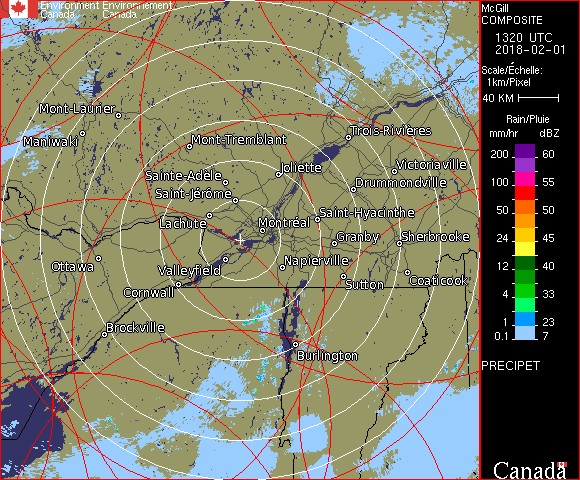 Environment Environnement
Canada Canada
Mont-Laurier
Maniwaki
Mont-Tremblant
Trois-Rivières
Joliette
Victoriaville
Sainte-Adèle
Drummondville
Saint-Jérôme
Lachute
Montréal
Saint-Hyacinthe
Granby
Sherbrooke
Ottawa
Valleyfield
Napierville
Sutton
Coaticook
Cornwall
Brockville
Burlington
McGill
COMPOSITE
1320 UTC
2018-02-01
Scale/Échelle:
1km/Pixel
40 KM
Rain/Pluie
mm/hr dBZ
200 60
155 57
100 55
50 50
24 45
12 40
4 33
1 23
0.1 7
PRECIPET
Canada